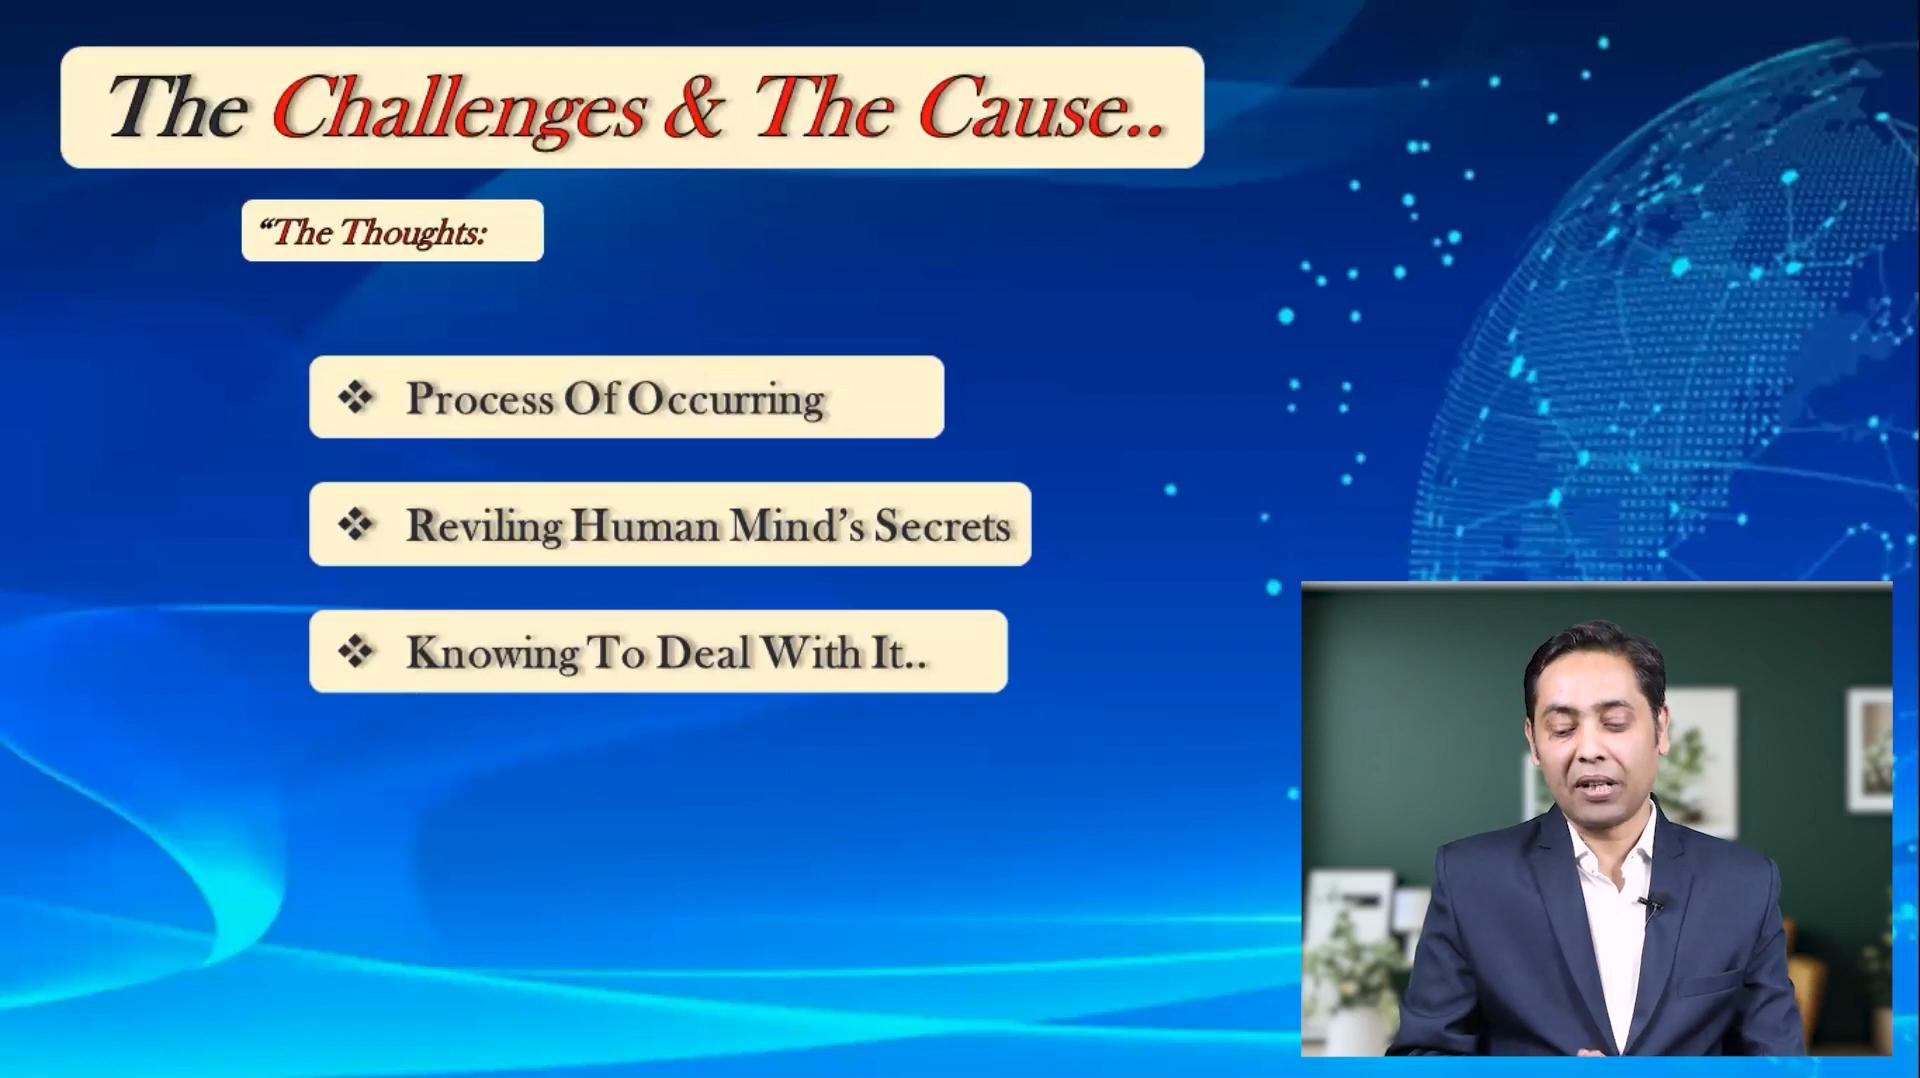 The Challenges & The Cause..
“The Thoughts:
❖ Process Of Occurring
❖ Reviling Human Mind’s Secrets
❖ Knowing To Deal With It..